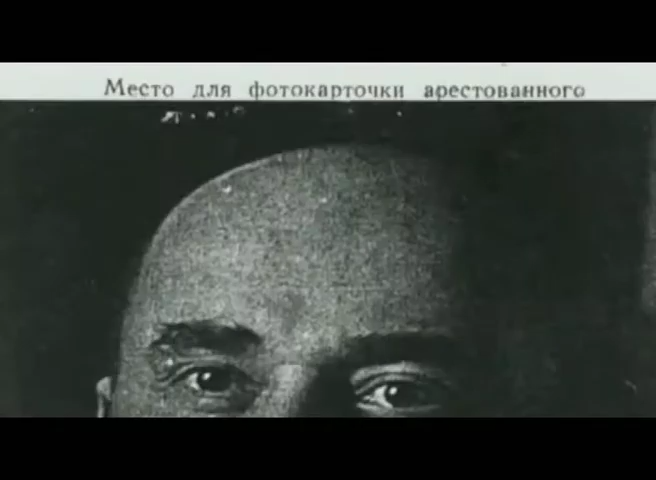 Место для фотокарточки арестованного